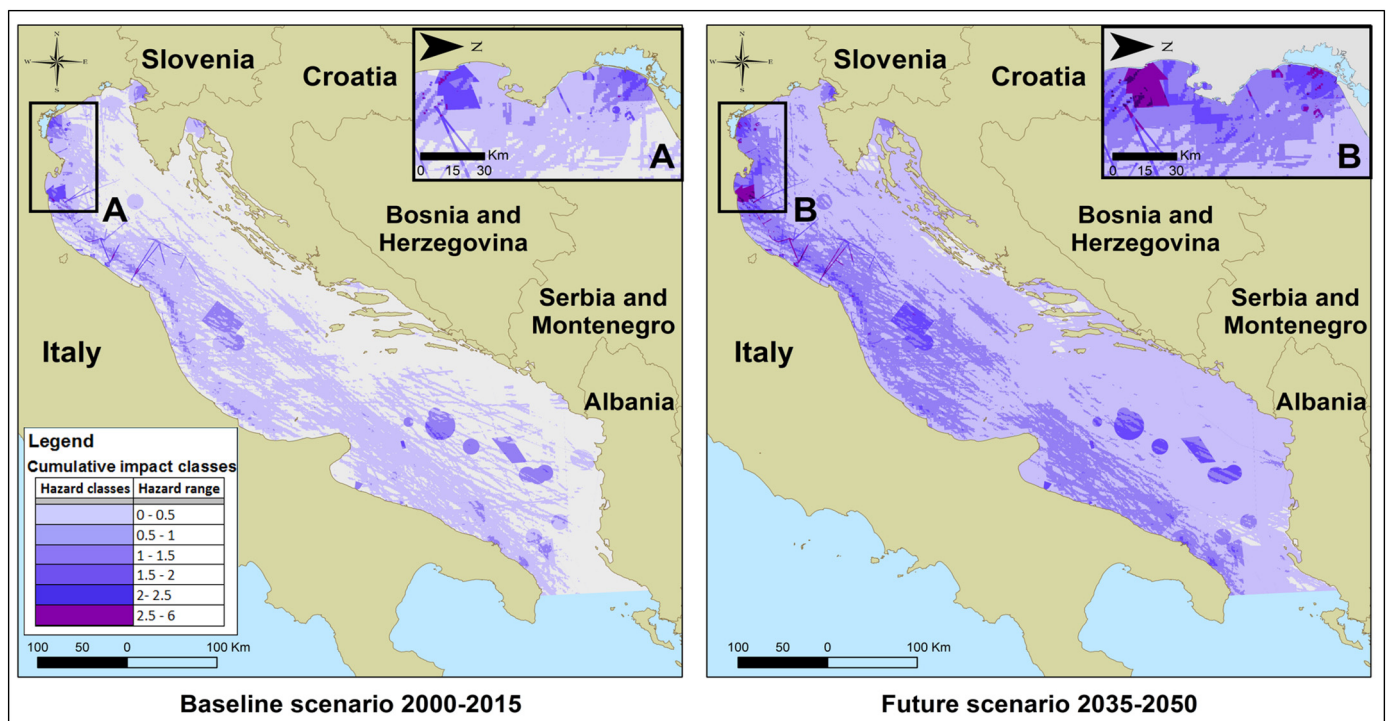 Slovenia
Croatia
Bosnia and
Herzegovina
Serbia and
Montenegro
Albania
Italy
N
W
E
S
A
N
Km
0 15 30
A
Legend
Cumulative impact classes
Hazard classes Hazard range
0 - 0.5
0.5 - 1
1 - 1.5
1.5 - 2
2- 2.5
2.5 - 6
100 50 0 100 Km
Baseline scenario 2000-2015
Slovenia
Croatia
Bosnia and
Herzegovina
Serbia and
Montenegro
Albania
Italy
N
W
E
S
B
N
Km
0 15 30
B
100 50 0 100 Km
Future scenario 2035-2050